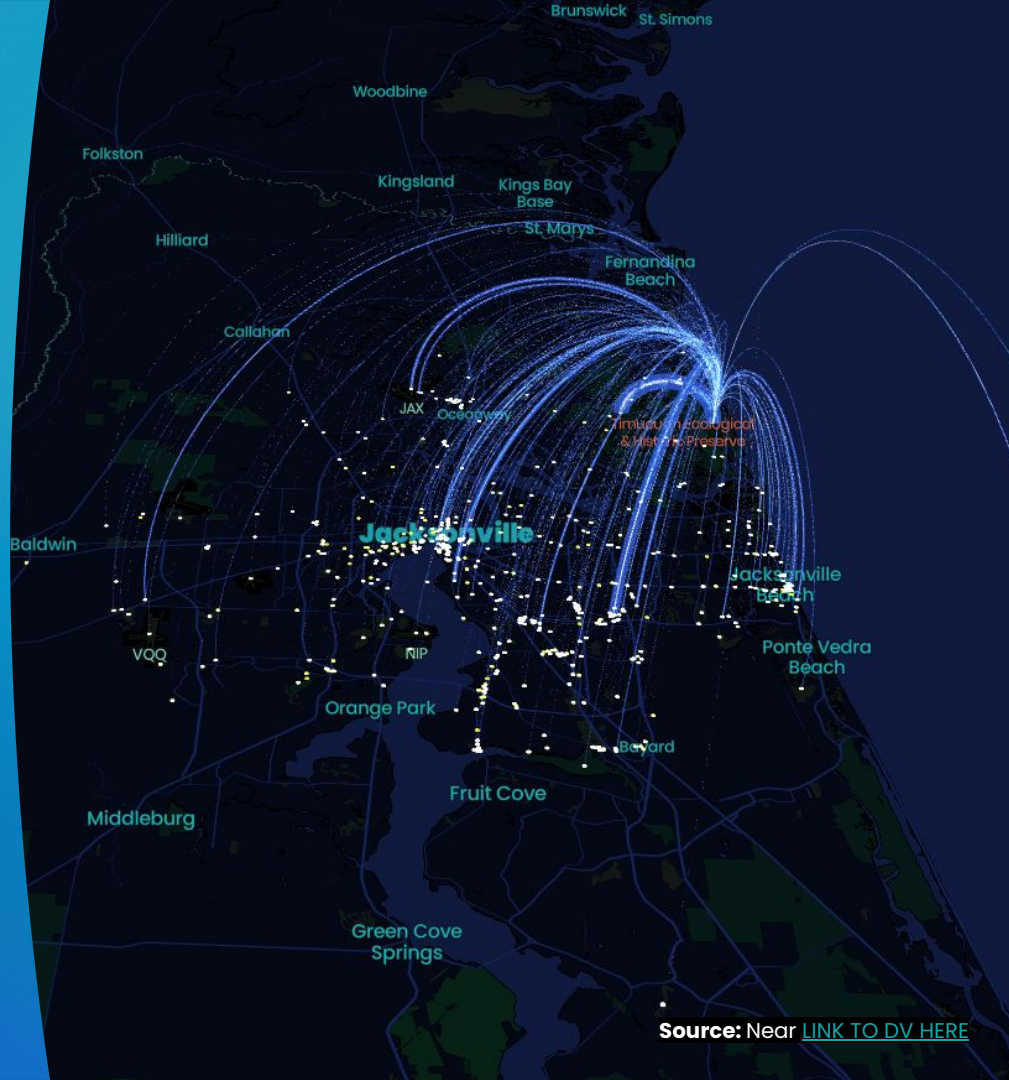 Brunswick
St. Simons
Woodbine
Folkston
Kingsland
Kings Bay
Base
St. Marys
Hilliard
Fernandina
Beach
Callahan
JAX
Oceanway
Timucuan Ecological
& Historic Preserve
Jacksonville
Baldwin
Jacksonville
Beach
VQQ
NIP
Ponte Vedra
Beach
Orange Park
Bayard
Fruit Cove
Middleburg
Green Cove
Springs
Source: Near LINK TO DV HERE